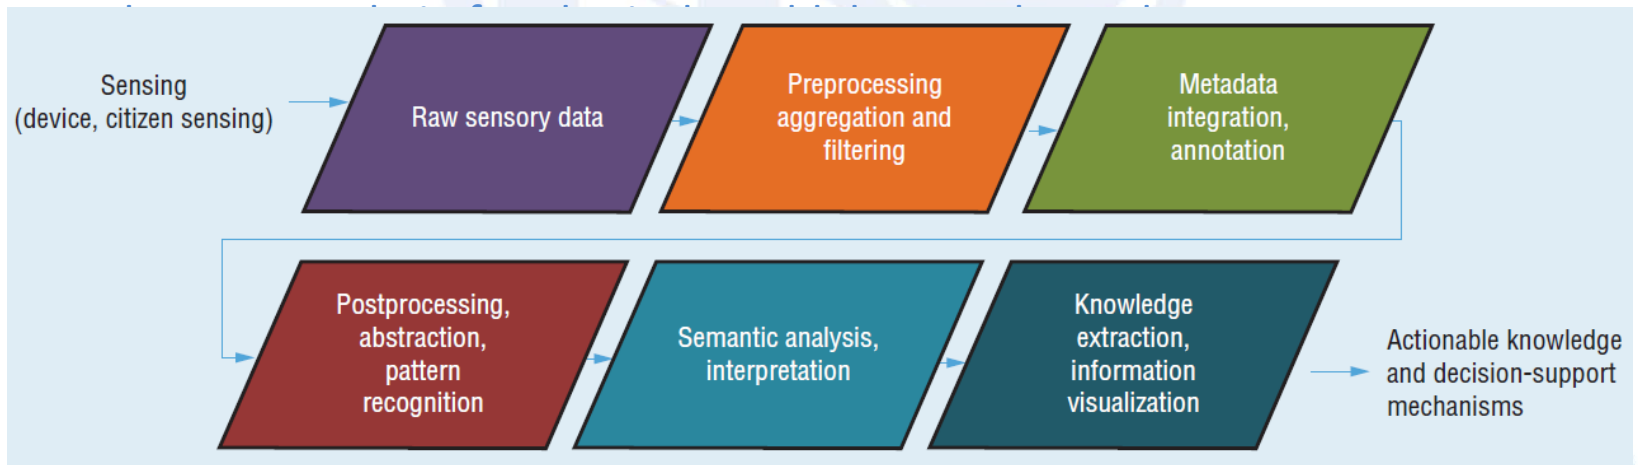 Sensing
(device, citizen sensing)
Raw sensory data
Preprocessing
aggregation and
filtering
Metadada
integration,
annotation
Postprocessing,
abstraction,
pattern
recognition
Semantic analysis,
interpretation
Knowledge
extraction,
information
visualization
Actionable knowledge
and decision-support
mechanisms